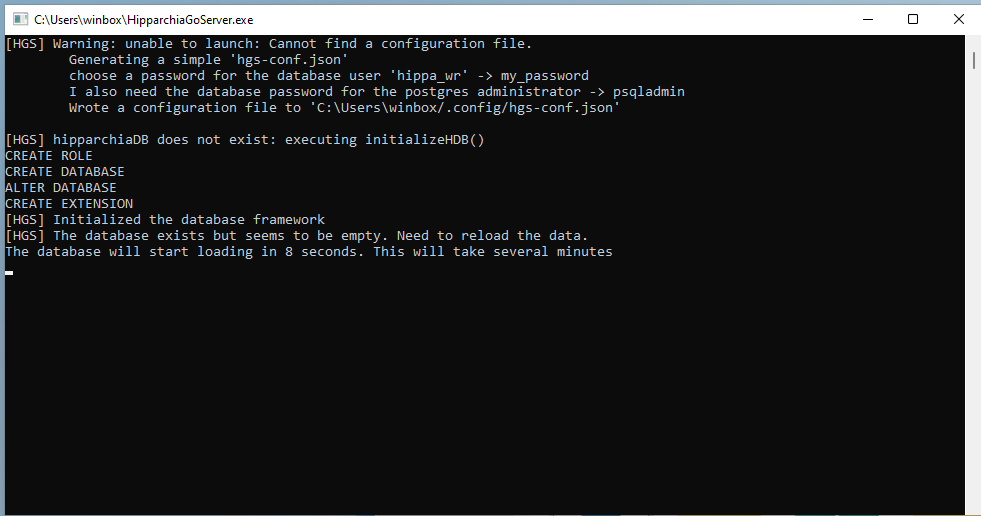 C:\Users\winbox\HipparchiaGoServer.exe
[HGS] Warning: unable to launch: Cannot find a configuration file.
Generating a simple 'hgs-conf.json'
choose a password for the database user 'hippa_wr' -> my_password
I also need the database password for the postgres administrator -> psqladmin
Wrote a configuration file to 'C:\Users\winbox/.config/hgs-conf.json'
[HGS] hipparchiaDB does not exist: executing initializeHDB()
CREATE ROLE
CREATE DATABASE
ALTER DATABASE
CREATE EXTENSION
[HGS] Initialized the database framework
[HGS] The database exists but seems to be empty. Need to reload the data.
The database will start loading in 8 seconds. This will take several minutes